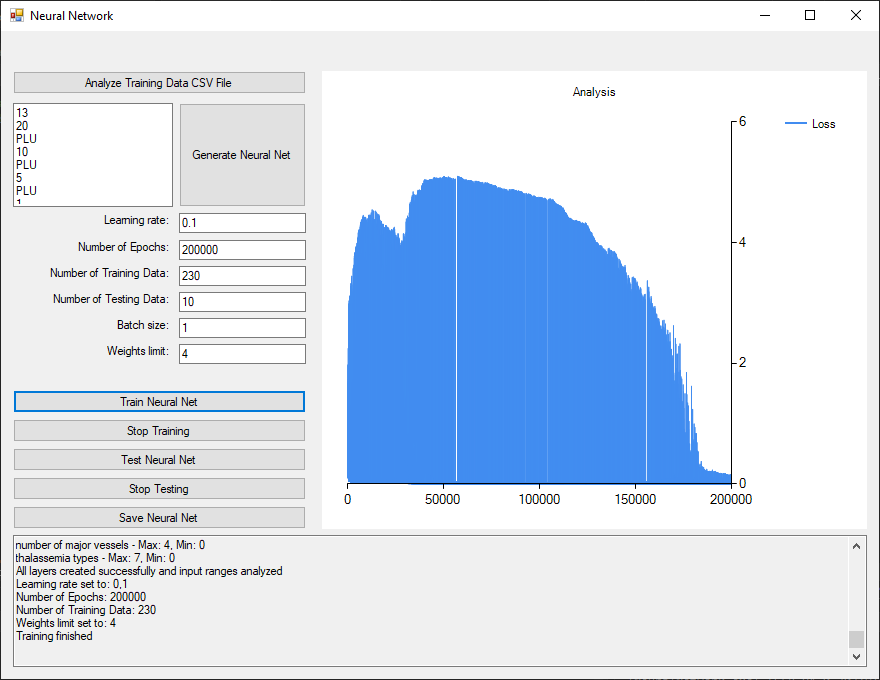 Neural Network
Analyze Training Data CSV File
13
20
PLU
10
PLU
5
PLU
1
Generate Neural Net
Learning rate: 0.1
Number of Epochs: 200000
Number of Training Data: 230
Number of Testing Data: 10
Batch size: 1
Weights limit: 4
Train Neural Net
Stop Training
Test Neural Net
Stop Testing
Save Neural Net
Analysis
Loss
6
4
2
0
0 50000 100000 150000 200000
number of major vessels - Max: 4, Min: 0
thalassemia types - Max: 7, Min: 0
All layers created successfully and input ranges analyzed
Learning rate set to: 0,1
Number of Epochs: 200000
Number of Training Data: 230
Weights limit set to: 4
Training finished